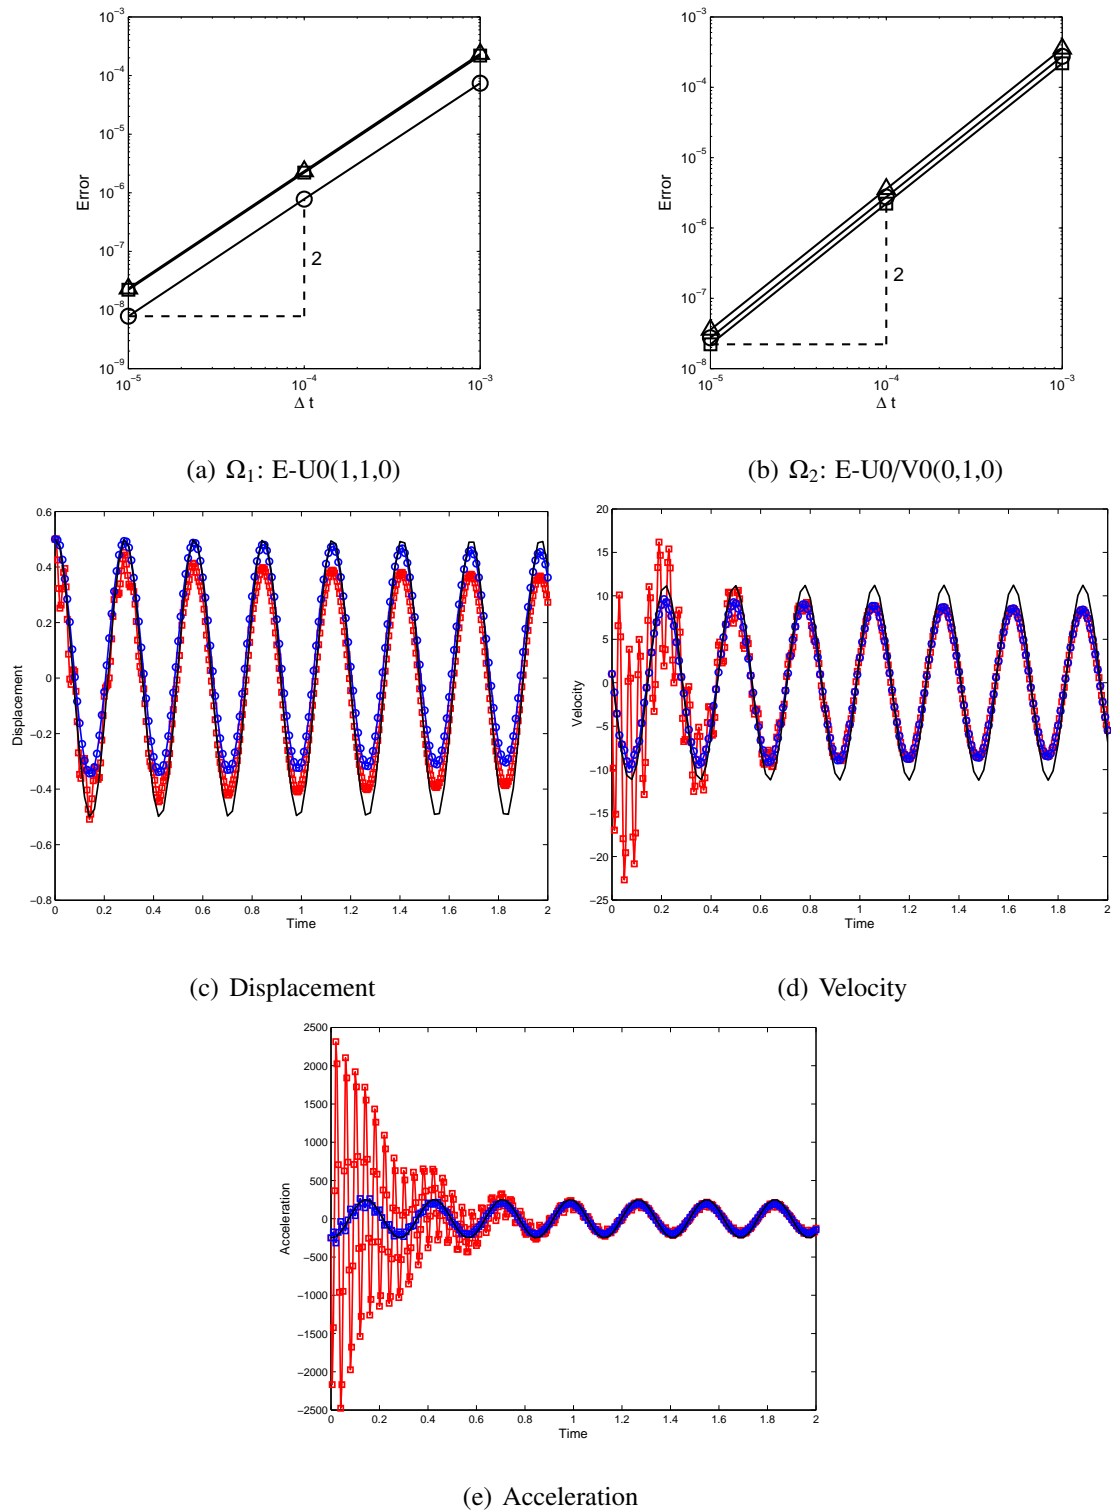 10⁻³
10⁻⁴
10⁻⁵
10⁻⁶
10⁻⁷
10⁻⁸
10⁻⁹
Error
2
10⁻⁵ 10⁻⁴ 10⁻³
Δ t
10⁻³
10⁻⁴
10⁻⁵
10⁻⁶
10⁻⁷
10⁻⁸
Error
2
10⁻⁵ 10⁻⁴ 10⁻³
Δ t
(a) Ω₁: E-U0(1,1,0)
(b) Ω₂: E-U0/V0(0,1,0)
0.6
0.4
0.2
0
−0.2
−0.4
−0.6
−0.8
Displacement
0 0.2 0.4 0.6 0.8 1 1.2 1.4 1.6 1.8 2
Time
20
15
10
5
0
−5
−10
−15
−20
−25
Velocity
0 0.2 0.4 0.6 0.8 1 1.2 1.4 1.6 1.8 2
Time
(c) Displacement
(d) Velocity
2500
2000
1500
1000
500
0
−500
−1000
−1500
−2000
−2500
Acceleration
0 0.2 0.4 0.6 0.8 1 1.2 1.4 1.6 1.8 2
Time
(e) Acceleration